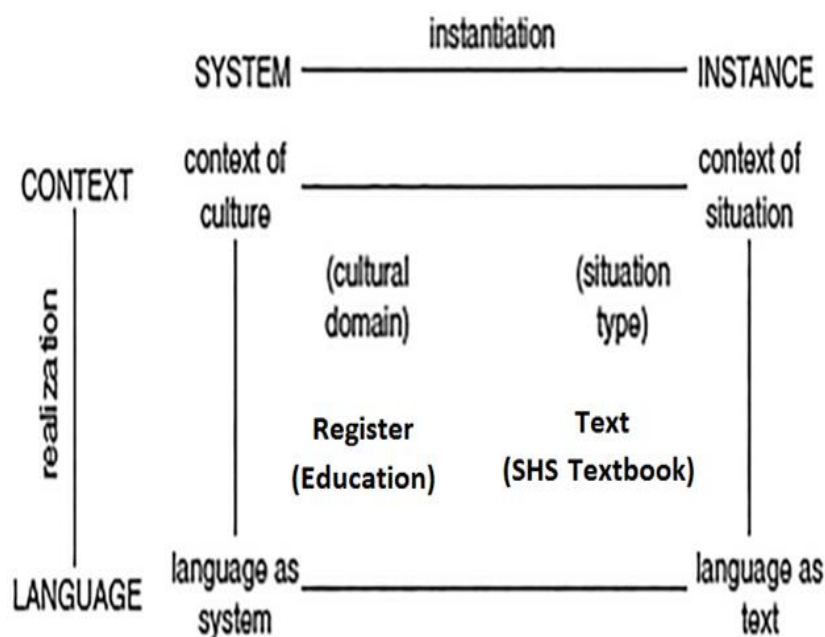 instantiation
SYSTEM INSTANCE
context of culture
context of situation
CONTEXT
(cultural domain)
(situation type)
realization
Register (Education)
Text (SHS Textbook)
LANGUAGE
language as system
language as text